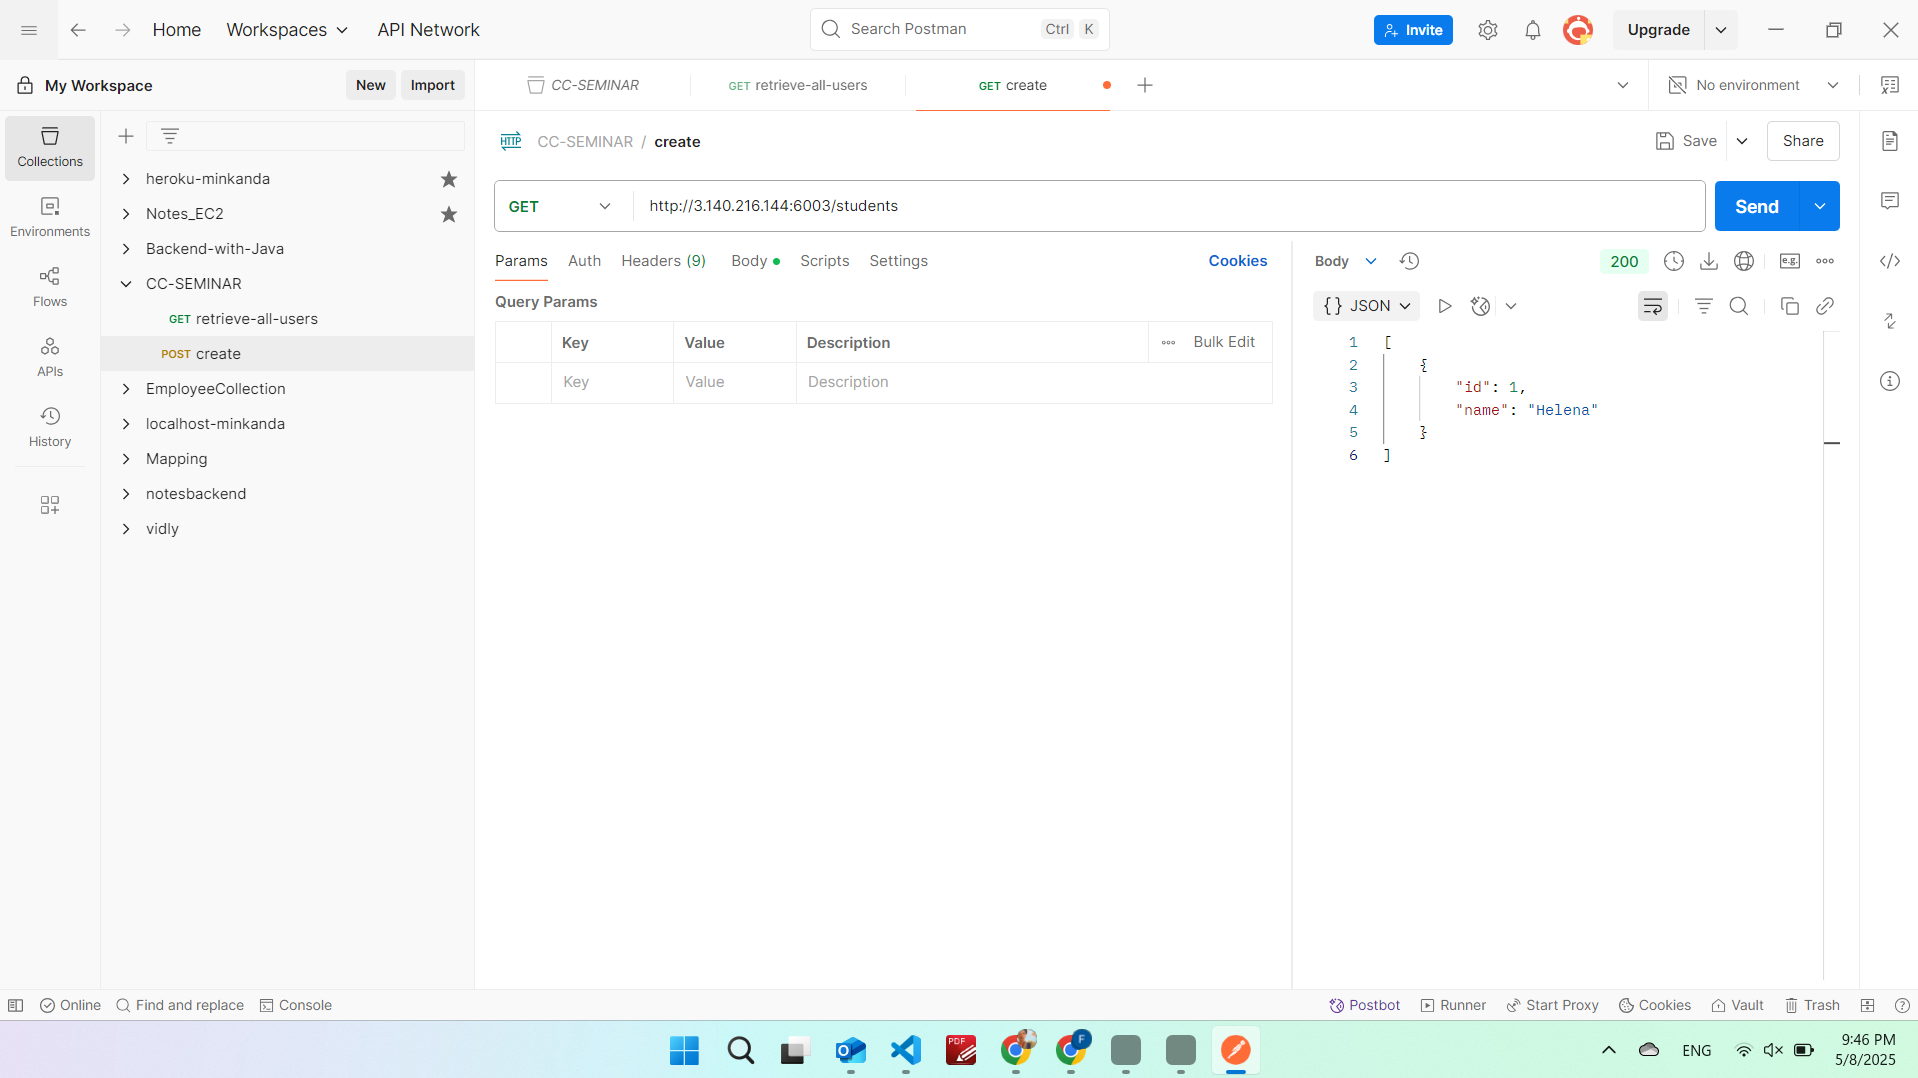 Home Workspaces API Network Search Postman Ctrl K Invite Upgrade
My Workspace New Import CC-SEMINAR GET retrieve-all-users GET create No environment
Collections
Environments
Flows
APIs
History
heroku-minkanda
Notes_EC2
Backend-with-Java
CC-SEMINAR
GET retrieve-all-users
POST create
EmployeeCollection
localhost-minkanda
Mapping
notesbackend
vidly
HTTP CC-SEMINAR / create Save Share
GET http://3.140.216.144:6003/students Send
Params Auth Headers (9) Body Scripts Settings Cookies
Query Params
Key Value Description Bulk Edit
Key Value Description
Body 200 e.g.
{} JSON
1 [
2 {
3 "id": 1,
4 "name": "Helena"
5 }
6 ]
Online Find and replace Console Postbot Runner Start Proxy Cookies Vault Trash
PDF F ENG 9:46 PM
5/8/2025